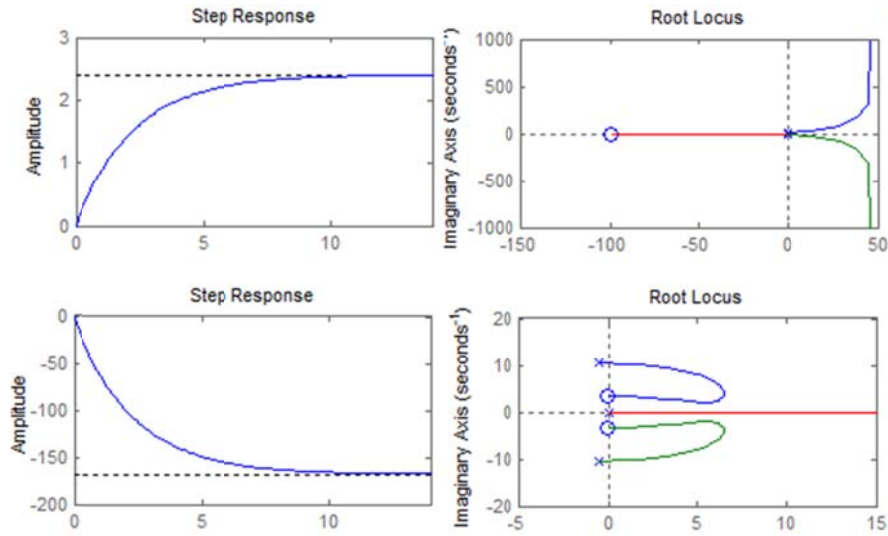 Step Response
Amplitude
3
2
1
0
0 5 10
Root Locus
Imaginary Axis (seconds⁻¹)
1000
500
0
-500
-1000
-150 -100 -50 0 50
Step Response
Amplitude
0
-50
-100
-150
-200
0 5 10
Root Locus
Imaginary Axis (seconds⁻¹)
20
10
0
-10
-20
-5 0 5 10 15